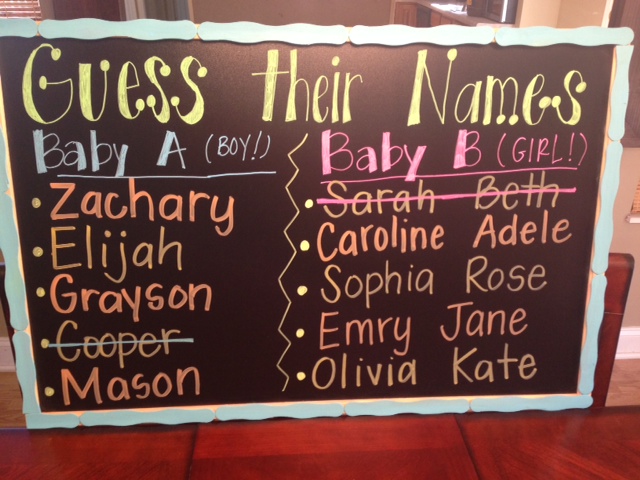 Guess their Names
Baby A (BOY!)
Zachary
Elijah
Grayson
Cooper
Mason
Baby B (GIRL!)
Sarah Beth
Caroline Adele
Sophia Rose
Emry Jane
Olivia Kate